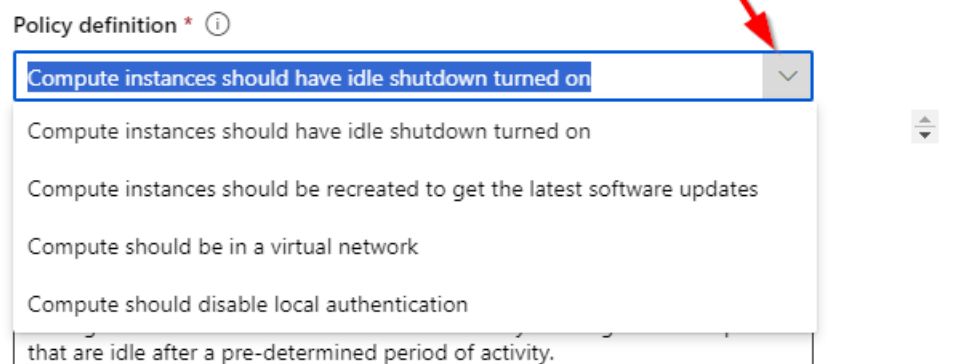 Policy definition *
Compute instances should have idle shutdown turned on
Compute instances should have idle shutdown turned on
Compute instances should be recreated to get the latest software updates
Compute should be in a virtual network
Compute should disable local authentication
that are idle after a pre-determined period of activity.